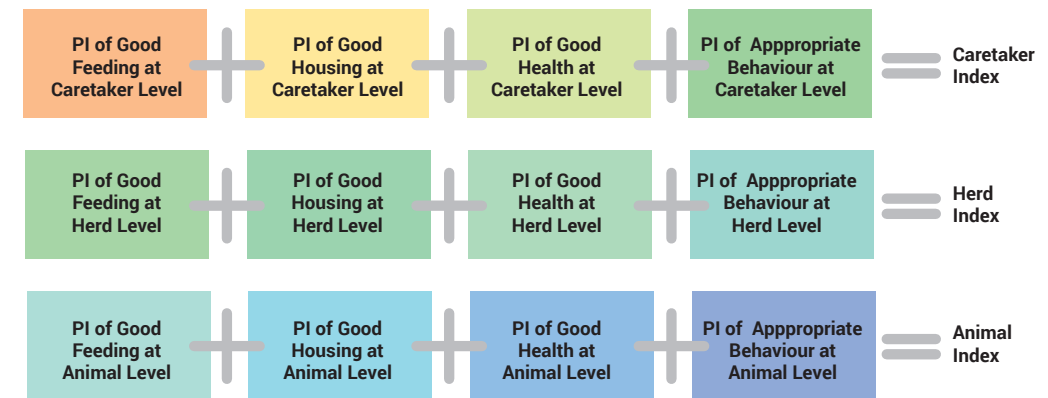 PI of Good
Feeding at
Caretaker Level
PI of Good
Housing at
Caretaker Level
PI of Good
Health at
Caretaker Level
PI of Apppropriate
Behaviour at
Caretaker Level
Caretaker
Index
PI of Good
Feeding at
Herd Level
PI of Good
Housing at
Herd Level
PI of Good
Health at
Herd Level
PI of Apppropriate
Behaviour at
Herd Level
Herd
Index
PI of Good
Feeding at
Animal Level
PI of Good
Housing at
Animal Level
PI of Good
Health at
Animal Level
PI of Apppropriate
Behaviour at
Animal Level
Animal
Index